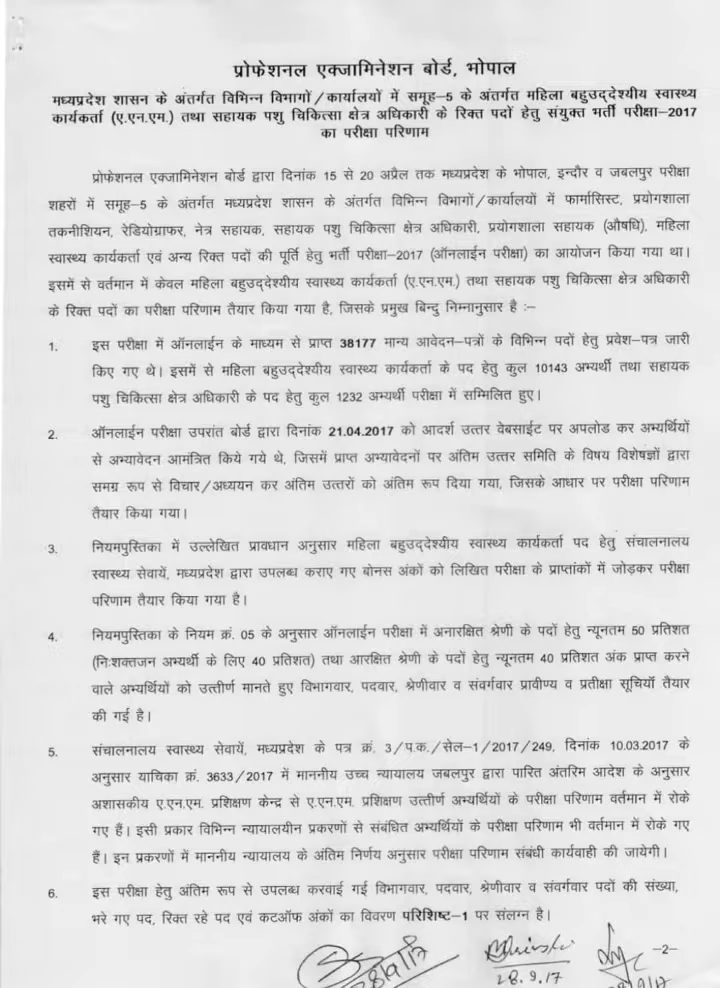 प्रोफेशनल एक्जामिनेशन बोर्ड, भोपाल
मध्यप्रदेश शासन के अंतर्गत विभिन्न विभागों/कार्यालयों में समूह–5 के अंतर्गत महिला बहुउद्देश्यीय स्वास्थ्य
कार्यकर्ता (ए.एन.एम.) तथा सहायक पशु चिकित्सा क्षेत्र अधिकारी के रिक्त पदों हेतु संयुक्त भर्ती परीक्षा–2017
का परीक्षा परिणाम
प्रोफेशनल एक्जामिनेशन बोर्ड द्वारा दिनांक 15 से 20 अप्रैल तक मध्यप्रदेश के भोपाल, इन्दौर व जबलपुर परीक्षा
शहरों में समूह–5 के अंतर्गत मध्यप्रदेश शासन के अंतर्गत विभिन्न विभागों/कार्यालयों में फार्मासिस्ट, प्रयोगशाला
तकनीशियन, रेडियोग्राफर, नेत्र सहायक, सहायक पशु चिकित्सा क्षेत्र अधिकारी, प्रयोगशाला सहायक (औषधि), महिला
स्वास्थ्य कार्यकर्ता एवं अन्य रिक्त पदों की पूर्ति हेतु भर्ती परीक्षा–2017 (ऑनलाईन परीक्षा) का आयोजन किया गया था।
इसमें से वर्तमान में केवल महिला बहुउद्देश्यीय स्वास्थ्य कार्यकर्ता (ए.एन.एम.) तथा सहायक पशु चिकित्सा क्षेत्र अधिकारी
के रिक्त पदों का परीक्षा परिणाम तैयार किया गया है, जिसके प्रमुख बिन्दु निम्नानुसार है :–
1. इस परीक्षा में ऑनलाईन के माध्यम से प्राप्त 38177 मान्य आवेदन–पत्रों के विभिन्न पदों हेतु प्रवेश–पत्र जारी
किए गए थे। इसमें से महिला बहुउद्देश्यीय स्वास्थ्य कार्यकर्ता के पद हेतु कुल 10143 अभ्यर्थी तथा सहायक
पशु चिकित्सा क्षेत्र अधिकारी के पद हेतु कुल 1232 अभ्यर्थी परीक्षा में सम्मिलित हुए।
2. ऑनलाईन परीक्षा उपरांत बोर्ड द्वारा दिनांक 21.04.2017 को आदर्श उत्तर वेबसाईट पर अपलोड कर अभ्यर्थियों
से अभ्यावेदन आमंत्रित किये गये थे, जिसमें प्राप्त अभ्यावेदनों पर अंतिम उत्तर समिति के विषय विशेषज्ञों द्वारा
समग्र रूप से विचार/अध्ययन कर अंतिम उत्तरों को अंतिम रूप दिया गया, जिसके आधार पर परीक्षा परिणाम
तैयार किया गया।
3. नियमपुस्तिका में उल्लेखित प्रावधान अनुसार महिला बहुउद्देश्यीय स्वास्थ्य कार्यकर्ता पद हेतु संचालनालय
स्वास्थ्य सेवायें, मध्यप्रदेश द्वारा उपलब्ध कराए गए बोनस अंकों को लिखित परीक्षा के प्राप्तांकों में जोड़कर परीक्षा
परिणाम तैयार किया गया है।
4. नियमपुस्तिका के नियम क्रं. 05 के अनुसार ऑनलाईन परीक्षा में अनारक्षित श्रेणी के पदों हेतु न्यूनतम 50 प्रतिशत
(निःशक्तजन अभ्यर्थी के लिए 40 प्रतिशत) तथा आरक्षित श्रेणी के पदों हेतु न्यूनतम 40 प्रतिशत अंक प्राप्त करने
वाले अभ्यर्थियों को उत्तीर्ण मानते हुए विभागवार, पदवार, श्रेणीवार व संवर्गवार प्रावीण्य व प्रतीक्षा सूचियॉ तैयार
की गई है।
5. संचालनालय स्वास्थ्य सेवायें, मध्यप्रदेश के पत्र क्रं. 3/प.क./सेल–1/2017/249, दिनांक 10.03.2017 के
अनुसार याचिका क्रं. 3633/2017 में माननीय उच्च न्यायालय जबलपुर द्वारा पारित अंतरिम आदेश के अनुसार
अशासकीय ए.एन.एम. प्रशिक्षण केन्द्र से ए.एन.एम. प्रशिक्षण उत्तीर्ण अभ्यर्थियों के परीक्षा परिणाम वर्तमान में रोके
गए हैं। इसी प्रकार विभिन्न न्यायालयीन प्रकरणों से संबंधित अभ्यर्थियों के परीक्षा परिणाम भी वर्तमान में रोके गए
हैं। इन प्रकरणों में माननीय न्यायालय के अंतिम निर्णय अनुसार परीक्षा परिणाम संबंधी कार्यवाही की जायेगी।
6. इस परीक्षा हेतु अंतिम रूप से उपलब्ध करवाई गई विभागवार, पदवार, श्रेणीवार व संवर्गवार पदों की संख्या,
भरे गए पद, रिक्त रहे पद एवं कटऑफ अंकों का विवरण परिशिष्ट–1 पर संलग्न है।
–2–
28.9.17